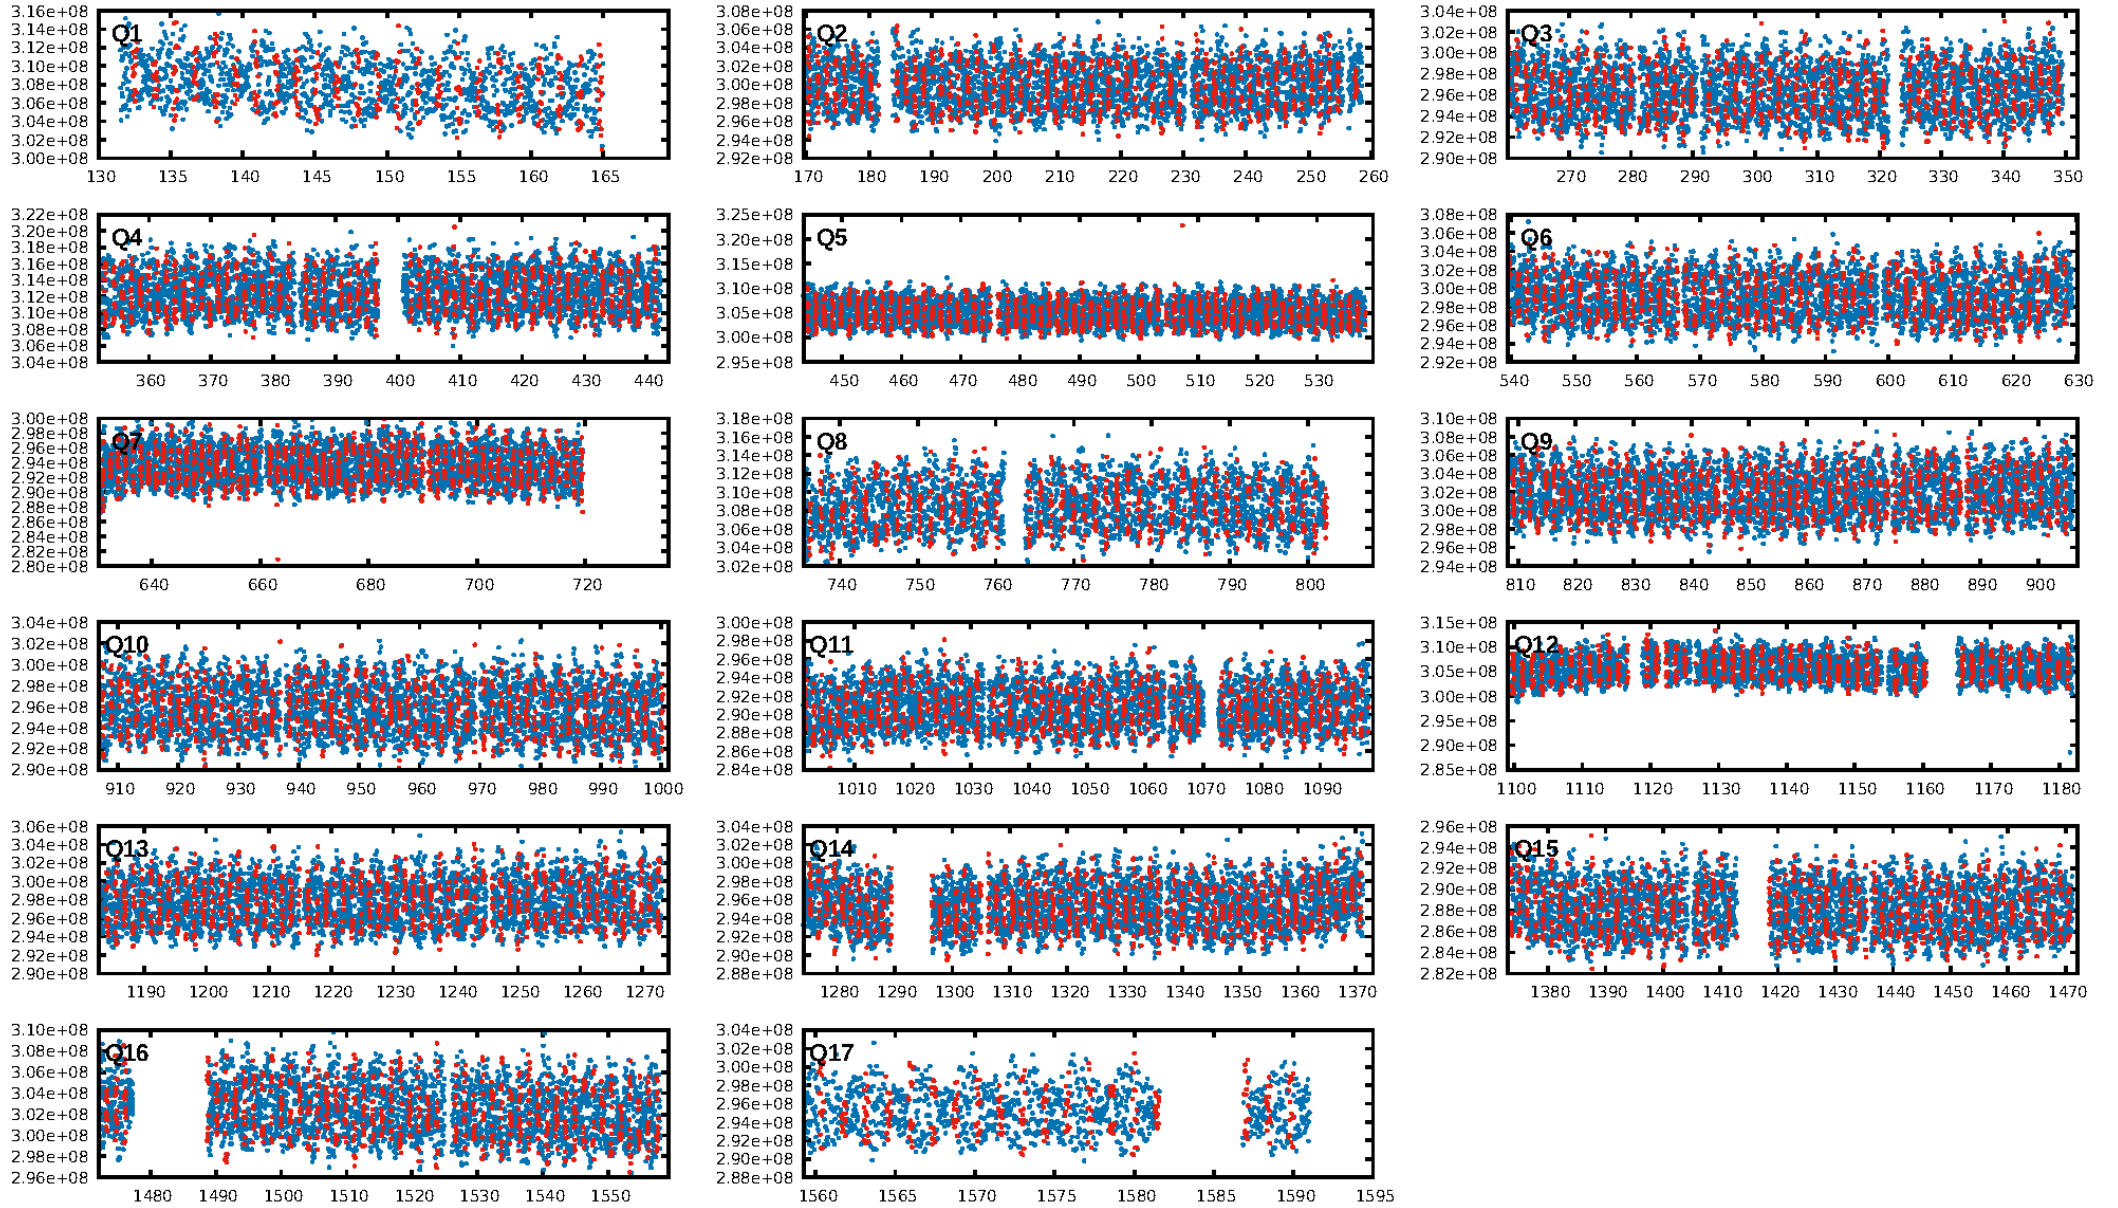 Q1
3.16e+08
3.14e+08
3.12e+08
3.10e+08
3.08e+08
3.06e+08
3.04e+08
3.02e+08
3.00e+08
130 135 140 145 150 155 160 165
Q2
3.08e+08
3.06e+08
3.04e+08
3.02e+08
3.00e+08
2.98e+08
2.96e+08
2.94e+08
2.92e+08
170 180 190 200 210 220 230 240 250 260
Q3
3.04e+08
3.02e+08
3.00e+08
2.98e+08
2.96e+08
2.94e+08
2.92e+08
2.90e+08
270 280 290 300 310 320 330 340 350
Q4
3.22e+08
3.20e+08
3.18e+08
3.16e+08
3.14e+08
3.12e+08
3.10e+08
3.08e+08
3.06e+08
3.04e+08
360 370 380 390 400 410 420 430 440
Q5
3.25e+08
3.20e+08
3.15e+08
3.10e+08
3.05e+08
3.00e+08
2.95e+08
450 460 470 480 490 500 510 520 530
Q6
3.08e+08
3.06e+08
3.04e+08
3.02e+08
3.00e+08
2.98e+08
2.96e+08
2.94e+08
2.92e+08
540 550 560 570 580 590 600 610 620 630
Q7
3.00e+08
2.98e+08
2.96e+08
2.94e+08
2.92e+08
2.90e+08
2.88e+08
2.86e+08
2.84e+08
2.82e+08
2.80e+08
640 660 680 700 720
Q8
3.18e+08
3.16e+08
3.14e+08
3.12e+08
3.10e+08
3.08e+08
3.06e+08
3.04e+08
3.02e+08
740 750 760 770 780 790 800
Q9
3.10e+08
3.08e+08
3.06e+08
3.04e+08
3.02e+08
3.00e+08
2.98e+08
2.96e+08
2.94e+08
810 820 830 840 850 860 870 880 890 900
Q10
3.04e+08
3.02e+08
3.00e+08
2.98e+08
2.96e+08
2.94e+08
2.92e+08
2.90e+08
910 920 930 940 950 960 970 980 990 1000
Q11
3.00e+08
2.98e+08
2.96e+08
2.94e+08
2.92e+08
2.90e+08
2.88e+08
2.86e+08
2.84e+08
1010 1020 1030 1040 1050 1060 1070 1080 1090
Q12
3.15e+08
3.10e+08
3.05e+08
3.00e+08
2.95e+08
2.90e+08
2.85e+08
1100 1110 1120 1130 1140 1150 1160 1170 1180
Q13
3.06e+08
3.04e+08
3.02e+08
3.00e+08
2.98e+08
2.96e+08
2.94e+08
2.92e+08
2.90e+08
1190 1200 1210 1220 1230 1240 1250 1260 1270
Q14
3.04e+08
3.02e+08
3.00e+08
2.98e+08
2.96e+08
2.94e+08
2.92e+08
2.90e+08
2.88e+08
1280 1290 1300 1310 1320 1330 1340 1350 1360 1370
Q15
2.96e+08
2.94e+08
2.92e+08
2.90e+08
2.88e+08
2.86e+08
2.84e+08
2.82e+08
1380 1390 1400 1410 1420 1430 1440 1450 1460 1470
Q16
3.10e+08
3.08e+08
3.06e+08
3.04e+08
3.02e+08
3.00e+08
2.98e+08
2.96e+08
1480 1490 1500 1510 1520 1530 1540 1550
Q17
3.04e+08
3.02e+08
3.00e+08
2.98e+08
2.96e+08
2.94e+08
2.92e+08
2.90e+08
2.88e+08
1560 1565 1570 1575 1580 1585 1590 1595